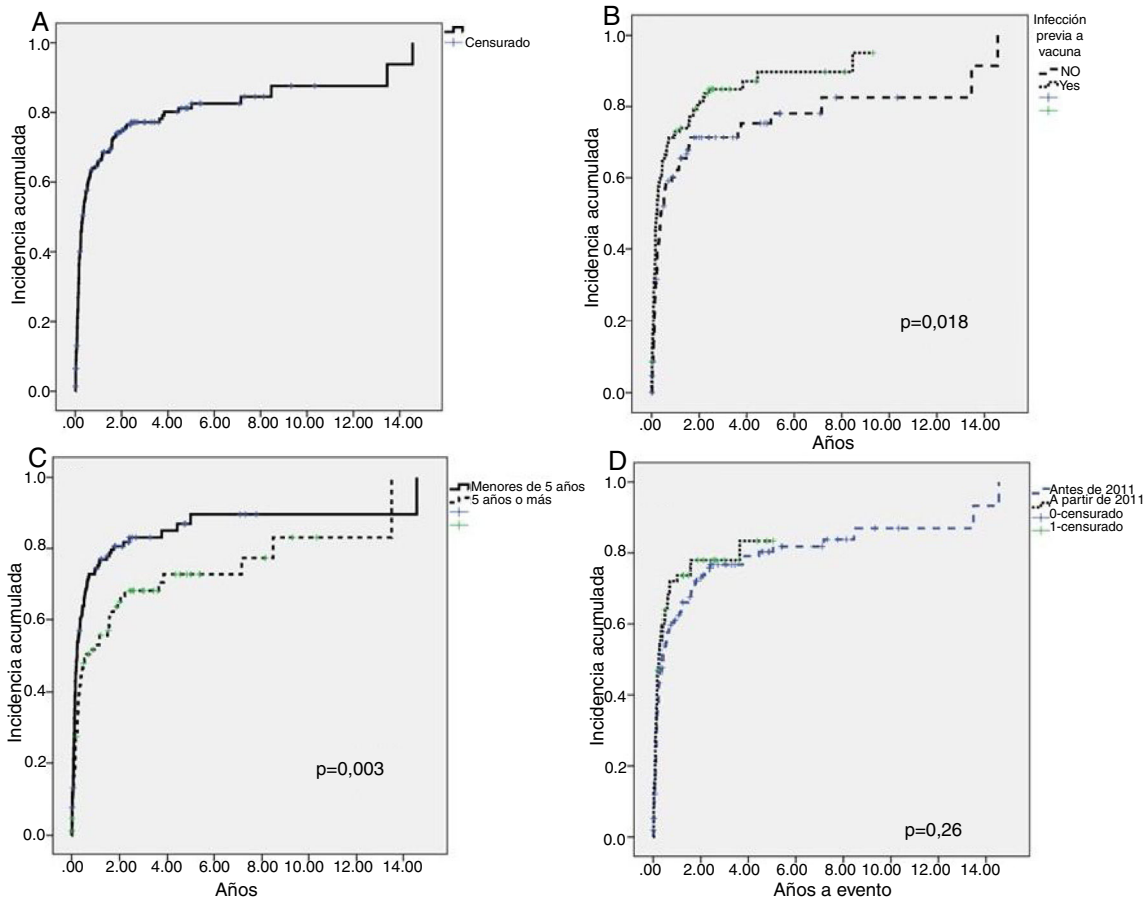 A
Censurado
Incidencia acumulada
1.0
0.8
0.6
0.4
0.2
0.0
.00 2.00 4.00 6.00 8.00 10.00 12.00 14.00
B
Infección
previa a
vacuna
NO
Yes
Incidencia acumulada
1.0
0.8
0.6
0.4
0.2
0.0
p=0,018
.00 2.00 4.00 6.00 8.00 10.00 12.00 14.00
Años
C
Menores de 5 años
5 años o más
Incidencia acumulada
1.0
0.8
0.6
0.4
0.2
0.0
p=0,003
.00 2.00 4.00 6.00 8.00 10.00 12.00 14.00
Años
D
Antes de 2011
A partir de 2011
0-censurado
1-censurado
Incidencia acumulada
1.0
0.8
0.6
0.4
0.2
0.0
p=0,26
.00 2.00 4.00 6.00 8.00 10.00 12.00 14.00
Años a evento